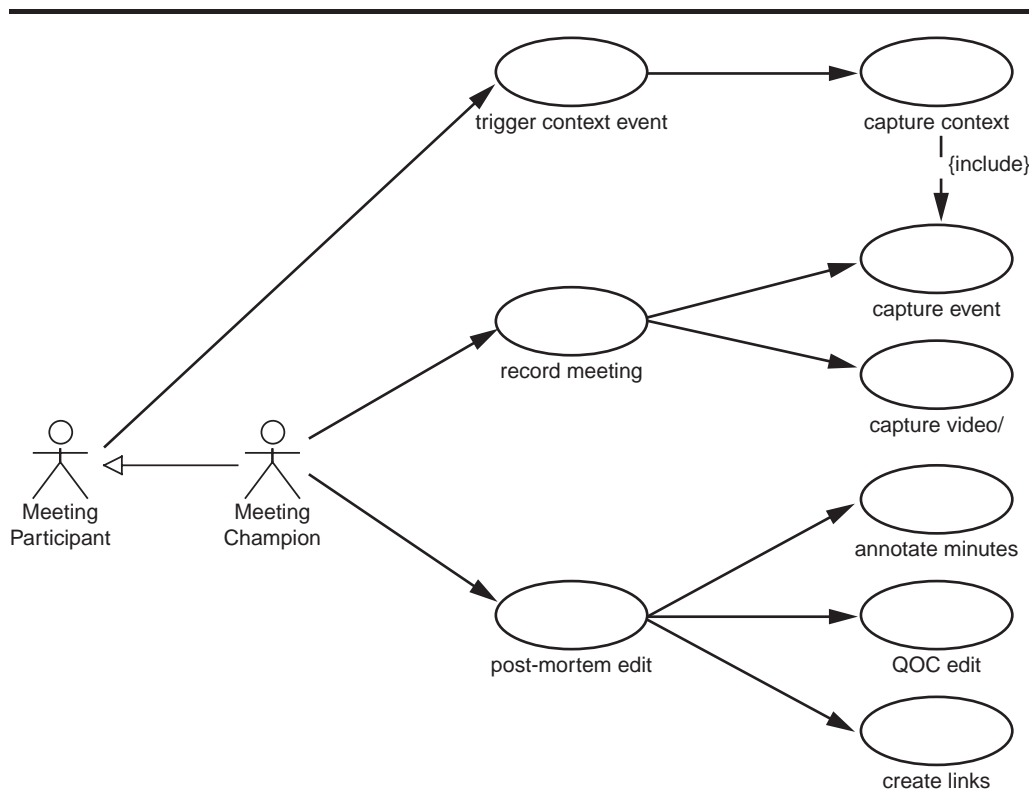 trigger context event
capture context
{include}
capture event
record meeting
capture video/
Meeting
Participant
Meeting
Champion
annotate minutes
post-mortem edit
QOC edit
create links